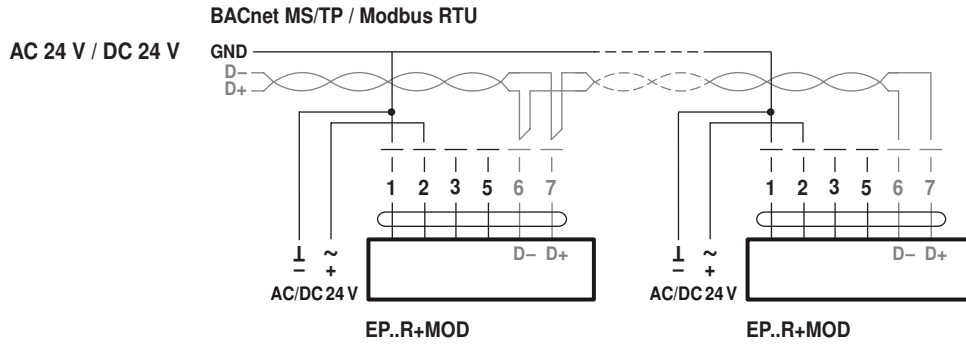 BACnet MS/TP / Modbus RTU
AC 24 V / DC 24 V GND
D–
D+
1 2 3 5 6 7 1 2 3 5 6 7
D– D+ D– D+
⊥ ~ ⊥ ~
– + – +
AC/DC 24 V AC/DC 24 V
EP..R+MOD EP..R+MOD